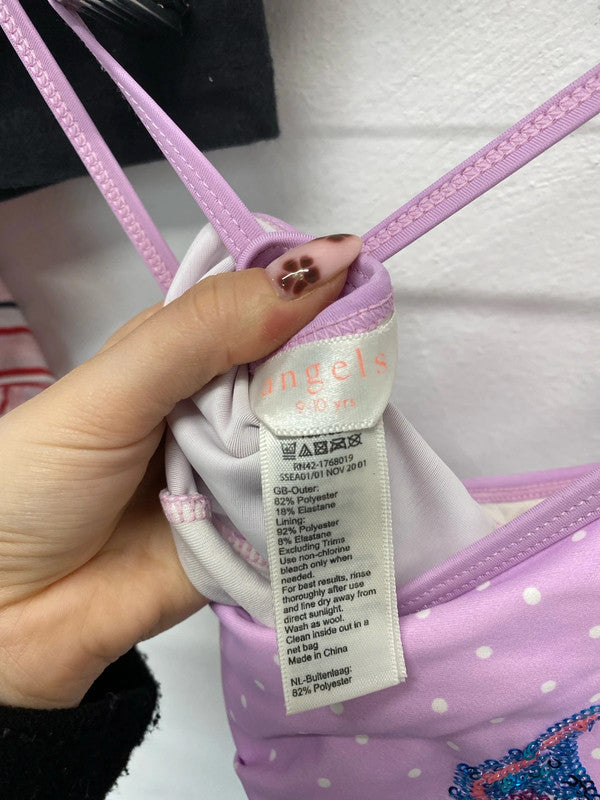 angels
9-10 yrs
RN42-1768019
SSEA01/01 NOV 20 01
GB-Outer:
82% Polyester
18% Elastane
Lining:
92% Polyester
8% Elastane
Excluding Trims
Use non-chlorine
bleach only when
needed.
For best results, rinse
thoroughly after use
and line dry away from
direct sunlight.
Wash as wool.
Clean inside out in a
net bag
Made in China
NL-Buitenlaag:
82% Polyester